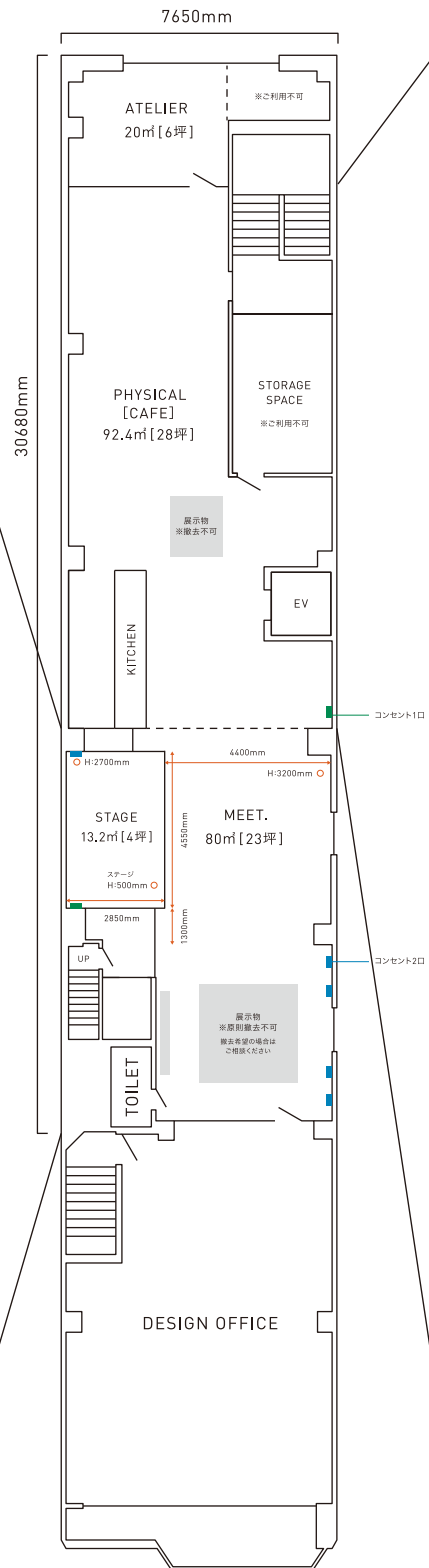 7650mm
ATELIER
20㎡ [6坪]
※ご利用不可
30680mm
PHYSICAL
[CAFE]
92.4㎡ [28坪]
STORAGE
SPACE
※ご利用不可
展示物
※撤去不可
EV
KITCHEN
コンセント1口
4400mm
H:2700mm
H:3200mm
STAGE
13.2㎡ [4坪]
4550mm
MEET.
80㎡ [23坪]
ステージ
H:500mm
2850mm
1300mm
UP
コンセント2口
展示物
※原則撤去不可
撤去希望の場合は
ご相談ください
TOILET
DESIGN OFFICE